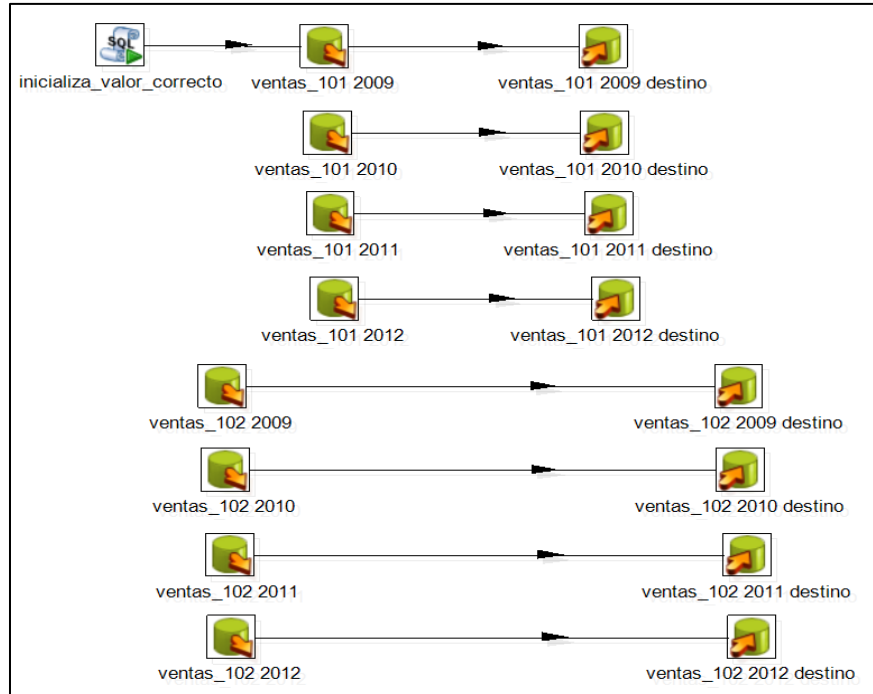 SQL
inicializa_valor_correcto
ventas_101 2009
ventas_101 2009 destino
ventas_101 2010
ventas_101 2010 destino
ventas_101 2011
ventas_101 2011 destino
ventas_101 2012
ventas_101 2012 destino
ventas_102 2009
ventas_102 2009 destino
ventas_102 2010
ventas_102 2010 destino
ventas_102 2011
ventas_102 2011 destino
ventas_102 2012
ventas_102 2012 destino